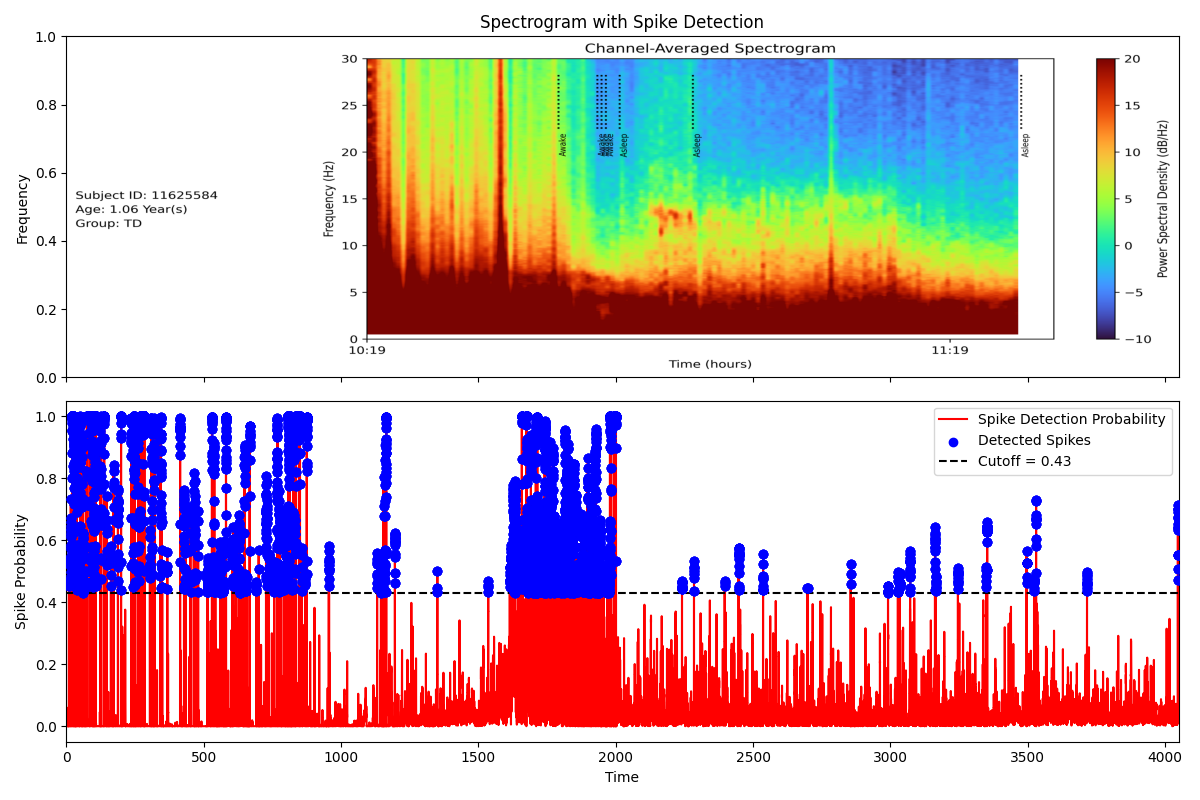 Spectrogram with Spike Detection
Channel-Averaged Spectrogram
Frequency
1.0
0.8
0.6
0.4
0.2
0.0
Subject ID: 11625584
Age: 1.06 Year(s)
Group: TD
Frequency (Hz)
30
25
20
15
10
5
0
Awake
Awake
Awake
Asleep
Asleep
Asleep
10:19
11:19
Time (hours)
20
15
10
5
0
−5
−10
Power Spectral Density (dB/Hz)
Spike Probability
1.0
0.8
0.6
0.4
0.2
0.0
Spike Detection Probability
Detected Spikes
Cutoff = 0.43
0
500
1000
1500
2000
2500
3000
3500
4000
Time